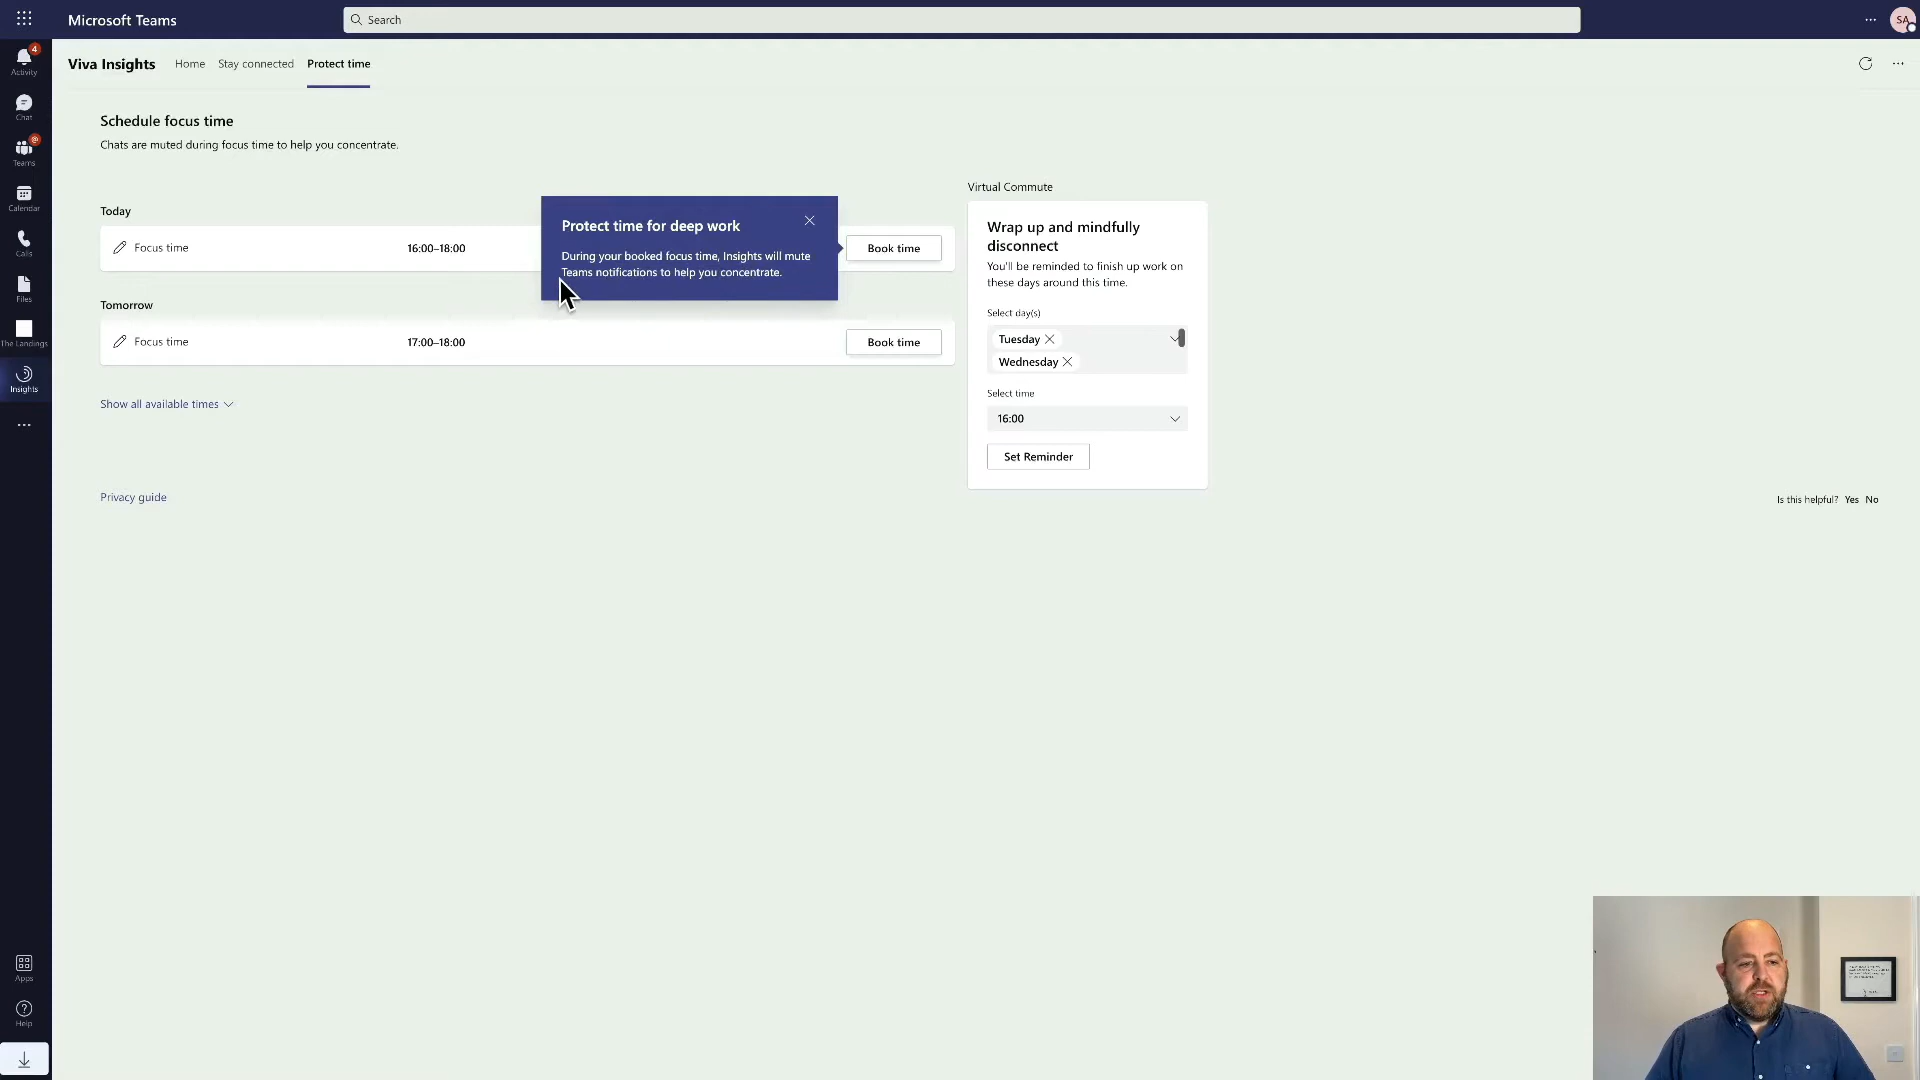 Microsoft Teams
Search
SA
4
Activity
Chat
@
Teams
Calendar
Calls
Files
The Landings
Insights
Apps
Help
Viva Insights
Home
Stay connected
Protect time
Schedule focus time
Chats are muted during focus time to help you concentrate.
Today
Focus time
16:00–18:00
Book time
Protect time for deep work
During your booked focus time, Insights will mute
Teams notifications to help you concentrate.
Tomorrow
Focus time
17:00–18:00
Book time
Show all available times
Privacy guide
Virtual Commute
Wrap up and mindfully
disconnect
You'll be reminded to finish up work on
these days around this time.
Select day(s)
Tuesday
Wednesday
Select time
16:00
Set Reminder
Is this helpful? Yes No